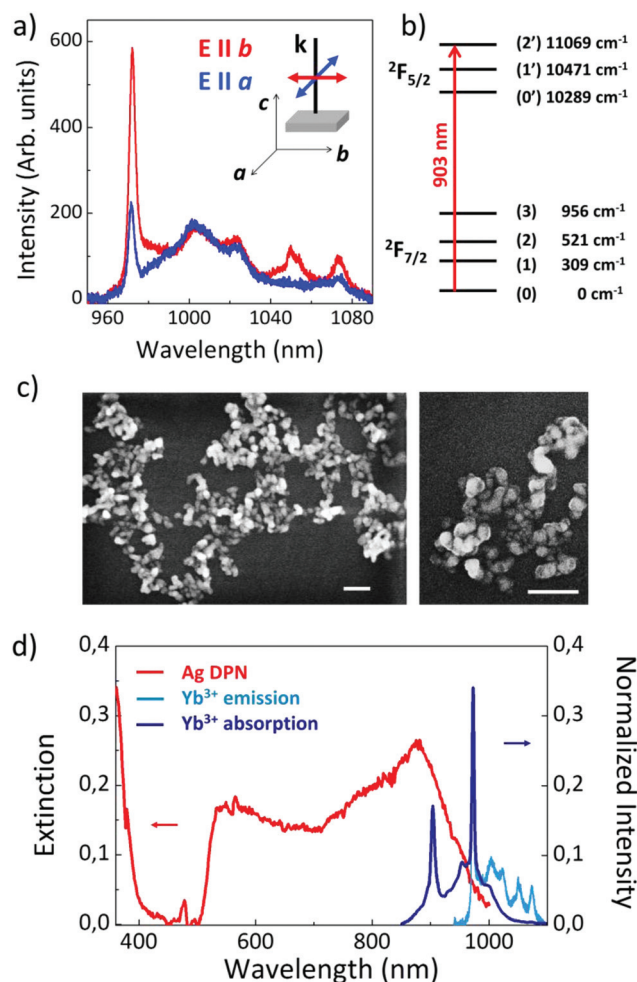 a)
600
400
200
0
Intensity (Arb. units)
E II b
E II a
k
c
a
b
960 1000 1040 1080
Wavelength (nm)
b)
²F5/2
(2') 11069 cm⁻¹
(1') 10471 cm⁻¹
(0') 10289 cm⁻¹
903 nm
²F7/2
(3) 956 cm⁻¹
(2) 521 cm⁻¹
(1) 309 cm⁻¹
(0) 0 cm⁻¹
c)
d)
0,4
0,3
0,2
0,1
0,0
Extinction
Ag DPN
Yb³⁺ emission
Yb³⁺ absorption
0,4
0,3
0,2
0,1
0,0
Normalized Intensity
400 600 800 1000
Wavelength (nm)